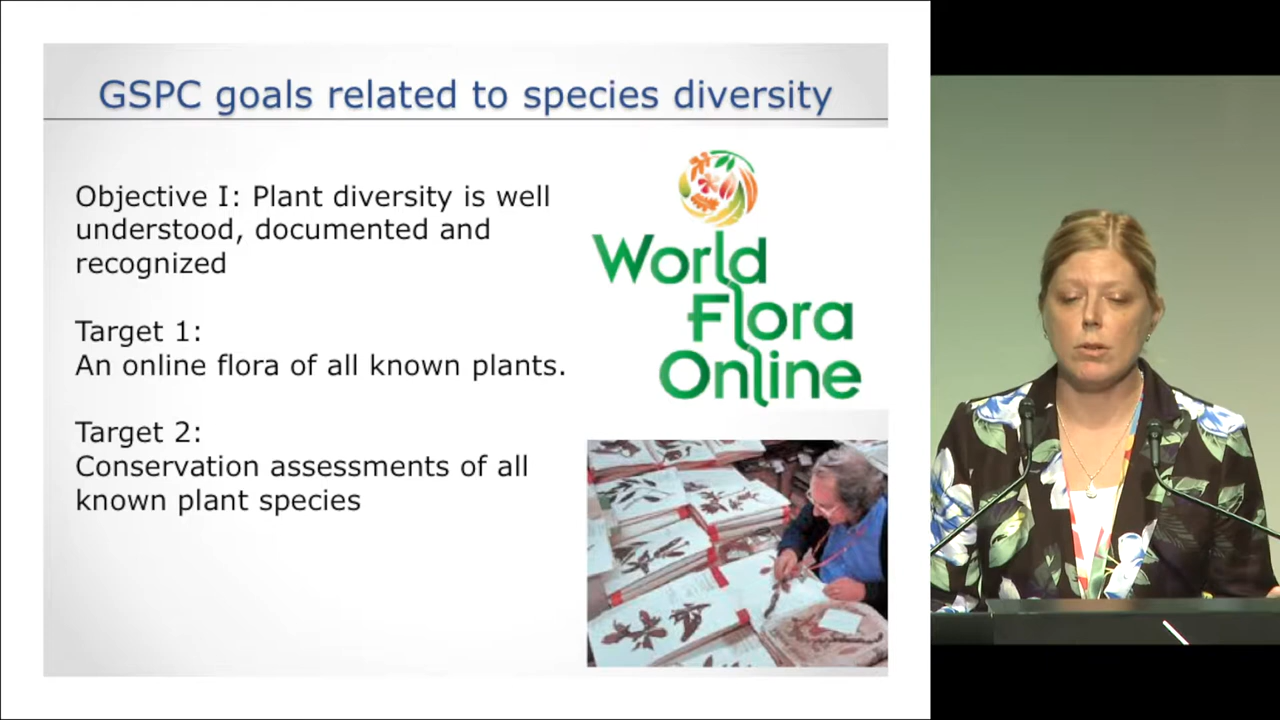 GSPC goals related to species diversity
Objective I: Plant diversity is well
understood, documented and
recognized
Target 1:
An online flora of all known plants.
Target 2:
Conservation assessments of all
known plant species
World
Flora
Online